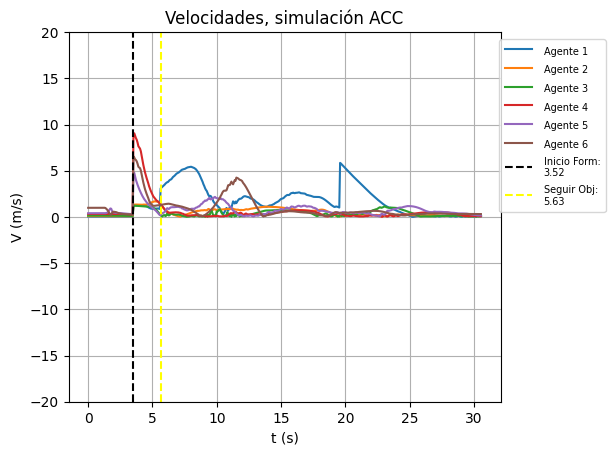 Velocidades, simulación ACC
V (m/s)
20
15
10
5
0
−5
−10
−15
−20
0
5
10
15
20
25
30
t (s)
Agente 1
Agente 2
Agente 3
Agente 4
Agente 5
Agente 6
Inicio Form:
3.52
Seguir Obj:
5.63